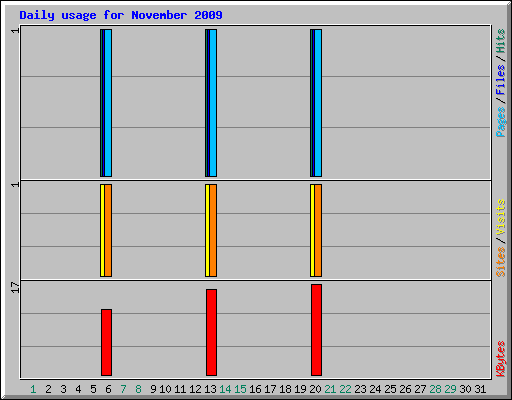 Daily usage for November 2009
1
Pages / Files / Hits
1
Sites / Visits
17
KBytes
1 2 3 4 5 6 7 8 9 10 11 12 13 14 15 16 17 18 19 20 21 22 23 24 25 26 27 28 29 30 31